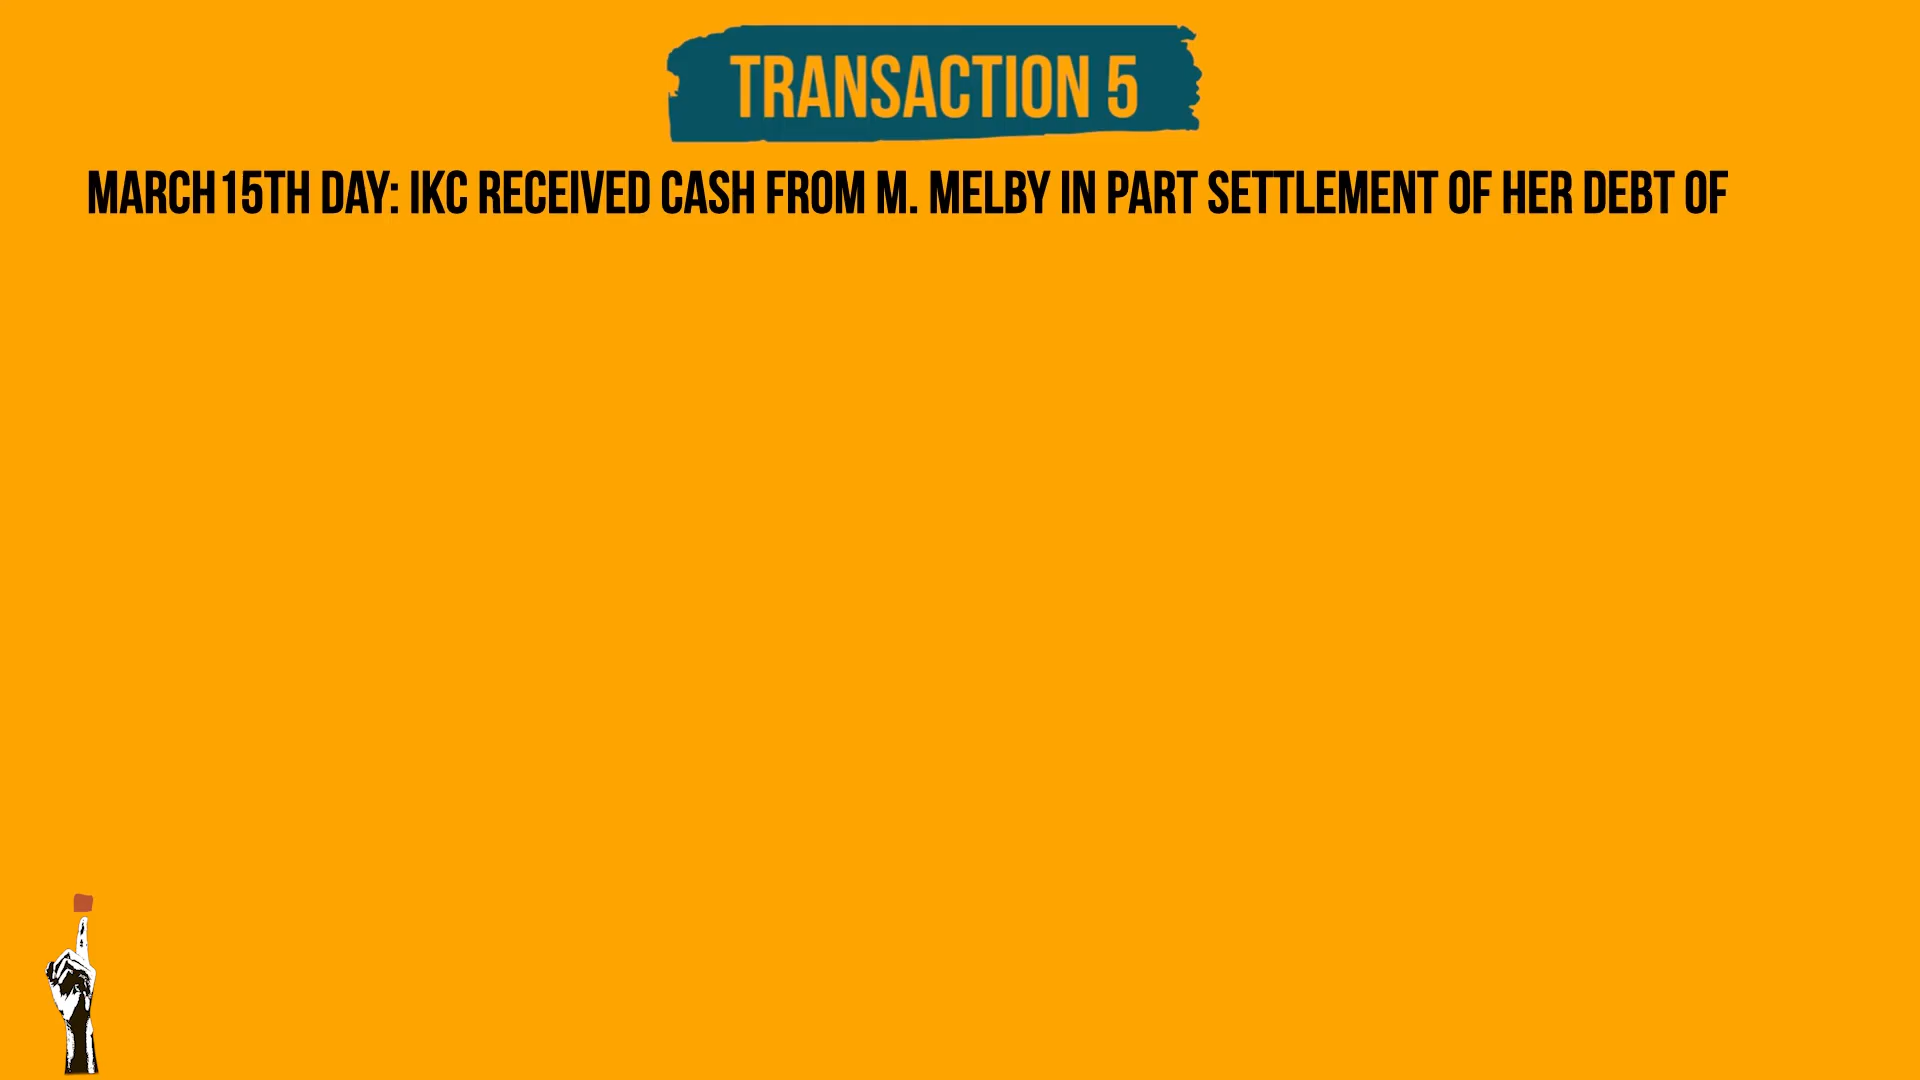 TRANSACTION 5
MARCH 15TH DAY: IKC RECEIVED CASH FROM M. MELBY IN PART SETTLEMENT OF HER DEBT OF